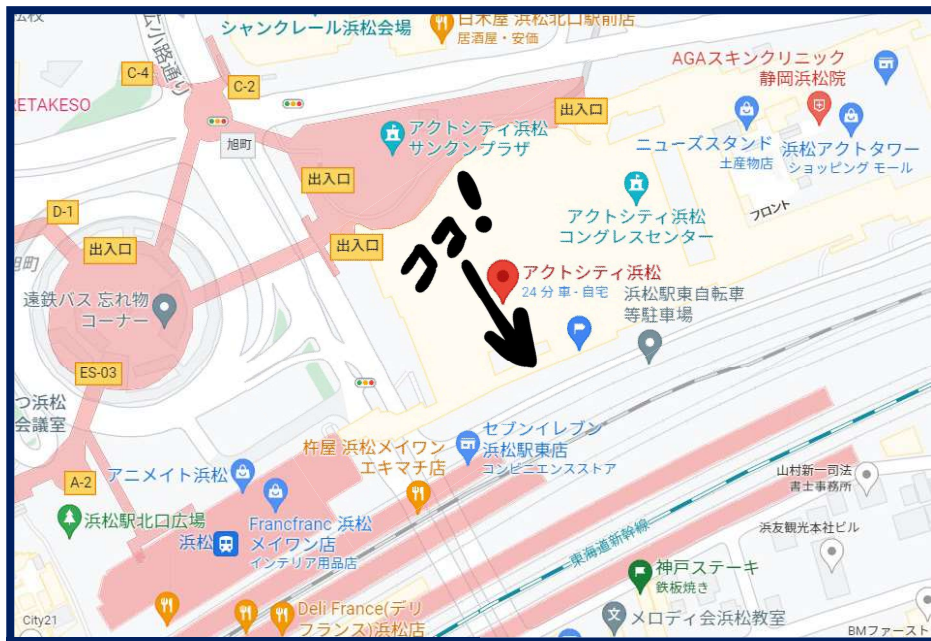 広小路通り
シャンクレール浜松会場
白木屋 浜松北口駅前店
居酒屋・安価
C-4
C-2
RETAKESO
旭町
出入口
アクトシティ浜松
サンクンプラザ
出入口
AGAスキンクリニック
静岡浜松院
ニューズスタンド
土産物店
浜松アクトタワー
ショッピング モール
D-1
旭町
出入口
出入口
ココ!
アクトシティ浜松
コングレスセンター
フロント
アクトシティ浜松
24 分 車 - 自宅
浜松駅東自転車
等駐車場
遠鉄バス 忘れ物
コーナー
ES-03
つ浜松
会議室
A-2
アニメイト浜松
杵屋 浜松メイワン
エキマチ店
セブンイレブン
浜松駅東店
コンビニエンスストア
浜松駅北口広場
浜松
Francfranc 浜松
メイワン店
インテリア用品店
東海道新幹線
山村新一司法
書士事務所
浜友観光本社ビル
神戸ステーキ
鉄板焼き
City21
Deli France(デリ
フランス)浜松店
メロディ会浜松教室
BMファースト